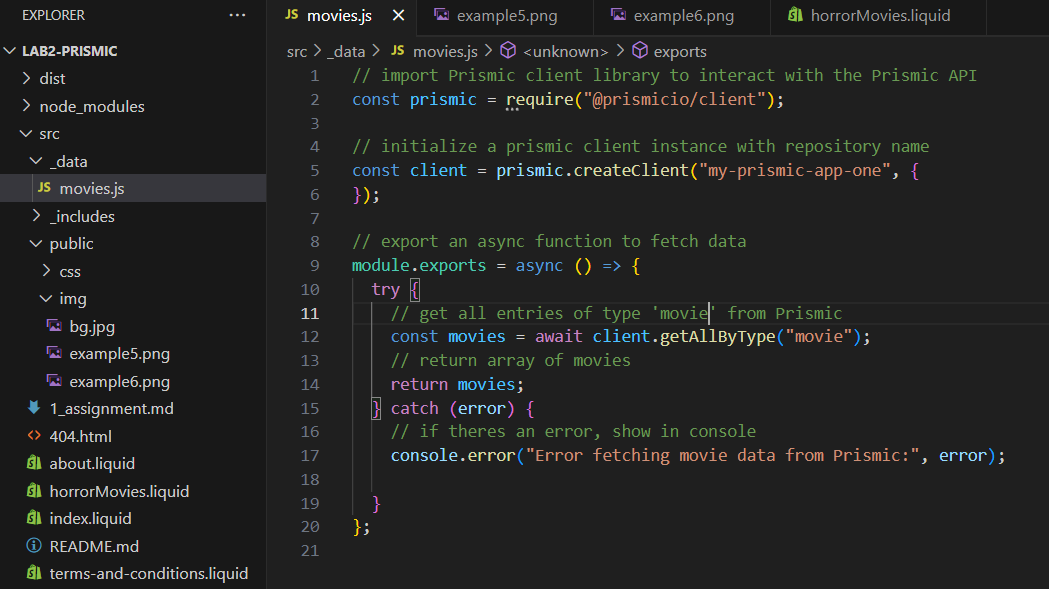 EXPLORER ...
LAB2-PRISMIC
dist
node_modules
src
_data
JS movies.js
_includes
public
css
img
bg.jpg
example5.png
example6.png
1_assignment.md
404.html
about.liquid
horrorMovies.liquid
index.liquid
README.md
terms-and-conditions.liquid
JS movies.js example5.png example6.png horrorMovies.liquid
src > _data > JS movies.js > <unknown> > exports
1 // import Prismic client library to interact with the Prismic API
2 const prismic = require("@prismicio/client");
3
4 // initialize a prismic client instance with repository name
5 const client = prismic.createClient("my-prismic-app-one", {
6 });
7
8 // export an async function to fetch data
9 module.exports = async () => {
10 try {
11 // get all entries of type 'movie' from Prismic
12 const movies = await client.getAllByType("movie");
13 // return array of movies
14 return movies;
15 } catch (error) {
16 // if theres an error, show in console
17 console.error("Error fetching movie data from Prismic:", error);
18
19 }
20 };
21